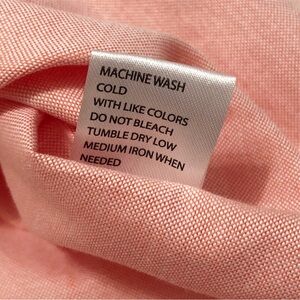 MACHINE WASH
COLD
WITH LIKE COLORS
DO NOT BLEACH
TUMBLE DRY LOW
MEDIUM IRON WHEN
NEEDED